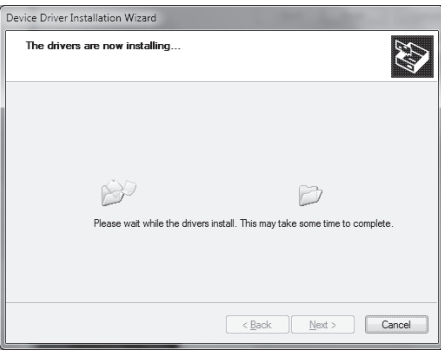 Device Driver Installation Wizard
The drivers are now installing...
Please wait while the drivers install. This may take some time to complete.
< Back
Next >
Cancel